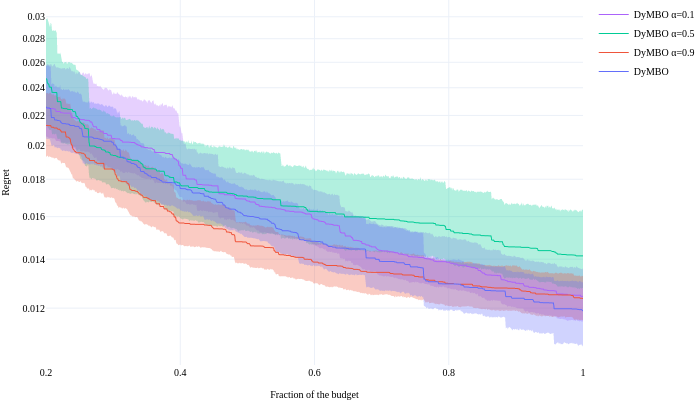 0.03
0.028
0.026
0.024
0.022
0.02
0.018
0.016
0.014
0.012
Regret
0.2
0.4
0.6
0.8
1
Fraction of the budget
DyMBO α=0.1
DyMBO α=0.5
DyMBO α=0.9
DyMBO